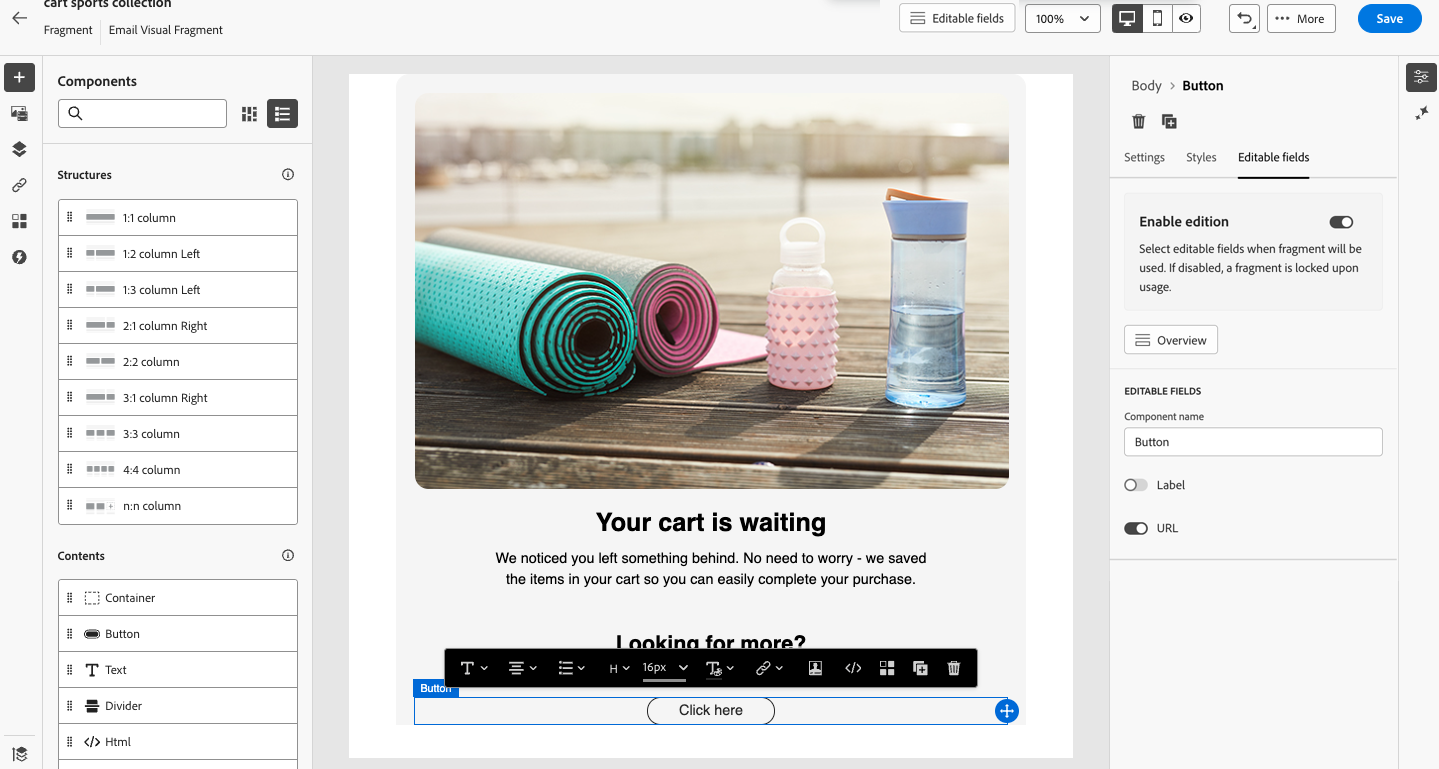 cart sports collection
Fragment
Email Visual Fragment
Editable fields
100%
More
Save
Components
Structures
1:1 column
1:2 column Left
1:3 column Left
2:1 column Right
2:2 column
3:1 column Right
3:3 column
4:4 column
n:n column
Contents
Container
Button
Text
Divider
Html
Your cart is waiting
We noticed you left something behind. No need to worry - we saved
the items in your cart so you can easily complete your purchase.
Looking for more?
H
16px
Button
Click here
Body
Button
Settings
Styles
Editable fields
Enable edition
Select editable fields when fragment will be
used. If disabled, a fragment is locked upon
usage.
Overview
EDITABLE FIELDS
Component name
Button
Label
URL